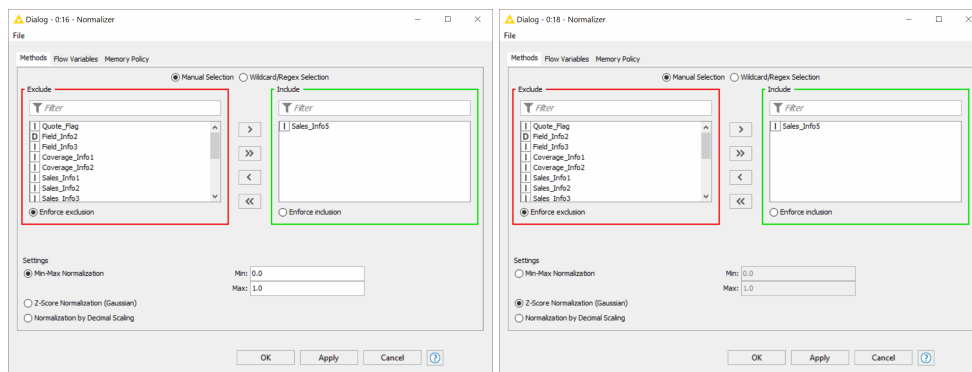 Dialog - 0:16 - Normalizer
File
Methods Flow Variables Memory Policy
Manual Selection Wildcard/Regex Selection
Exclude
Filter
I Quote_Flag
D Field_Info2
I Field_Info3
I Coverage_Info1
I Coverage_Info2
I Sales_Info1
I Sales_Info2
I Sales_Info3
Enforce exclusion
>
>>
<
<<
Include
Filter
I Sales_Info5
Enforce inclusion
Settings
Min-Max Normalization
Min: 0.0
Max: 1.0
Z-Score Normalization (Gaussian)
Normalization by Decimal Scaling
OK Apply Cancel ?
Dialog - 0:18 - Normalizer
File
Methods Flow Variables Memory Policy
Manual Selection Wildcard/Regex Selection
Exclude
Filter
I Quote_Flag
D Field_Info2
I Field_Info3
I Coverage_Info1
I Coverage_Info2
I Sales_Info1
I Sales_Info2
I Sales_Info3
Enforce exclusion
>
>>
<
<<
Include
Filter
I Sales_Info5
Enforce inclusion
Settings
Min-Max Normalization
Min: 0.0
Max: 1.0
Z-Score Normalization (Gaussian)
Normalization by Decimal Scaling
OK Apply Cancel ?